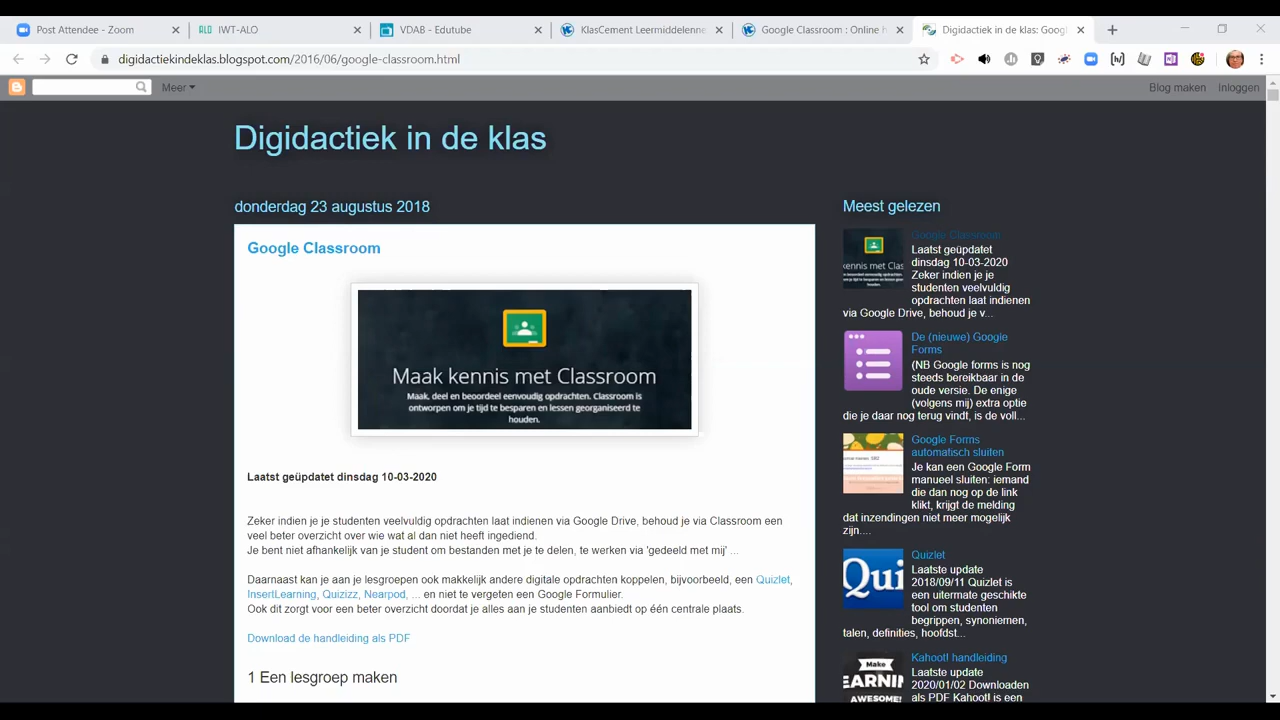 Post Attendee - Zoom
ALO IWT-ALO
VDAB - Edutube
KlasCement Leermiddelenne
Google Classroom : Online h
Digidactiek in de klas: Goog
digidactiekindeklas.blogspot.com/2016/06/google-classroom.html
Meer
Blog maken Inloggen
Digidactiek in de klas
donderdag 23 augustus 2018
Google Classroom
Maak kennis met Classroom
Maak, deel en beoordeel eenvoudig opdrachten. Classroom is
ontworpen om je tijd te besparen en lessen georganiseerd te
houden.
Laatst geüpdatet dinsdag 10-03-2020
Zeker indien je je studenten veelvuldig opdrachten laat indienen via Google Drive, behoud je via Classroom een
veel beter overzicht over wie wat al dan niet heeft ingediend.
Je bent niet afhankelijk van je student om bestanden met je te delen, te werken via 'gedeeld met mij' ...
Daarnaast kan je aan je lesgroepen ook makkelijk andere digitale opdrachten koppelen, bijvoorbeeld, een Quizlet,
InsertLearning, Quizizz, Nearpod, ... en niet te vergeten een Google Formulier.
Ook dit zorgt voor een beter overzicht doordat je alles aan je studenten aanbiedt op één centrale plaats.
Download de handleiding als PDF
1 Een lesgroep maken
Meest gelezen
kennis met Clas
Google Classroom
Laatst geüpdatet
dinsdag 10-03-2020
Zeker indien je je
studenten veelvuldig
opdrachten laat indienen
via Google Drive, behoud je v...
De (nieuwe) Google
Forms
(NB Google forms is nog
steeds bereikbaar in de
oude versie. De enige
(volgens mij) extra optie
die je daar nog terug vindt, is de voll...
Google Forms
automatisch sluiten
Je kan een Google Form
manueel sluiten: iemand
die dan nog op de link
klikt, krijgt de melding
dat inzendingen niet meer mogelijk
zijn....
Qui
Quizlet
Laatste update
2018/09/11 Quizlet is
een uitermate geschikte
tool om studenten
begrippen, synoniemen,
talen, definities, hoofdst...
Make
EARNIN
AWESOME!
Kahoot! handleiding
Laatste update
2020/01/02 Downloaden
als PDF Kahoot! is een